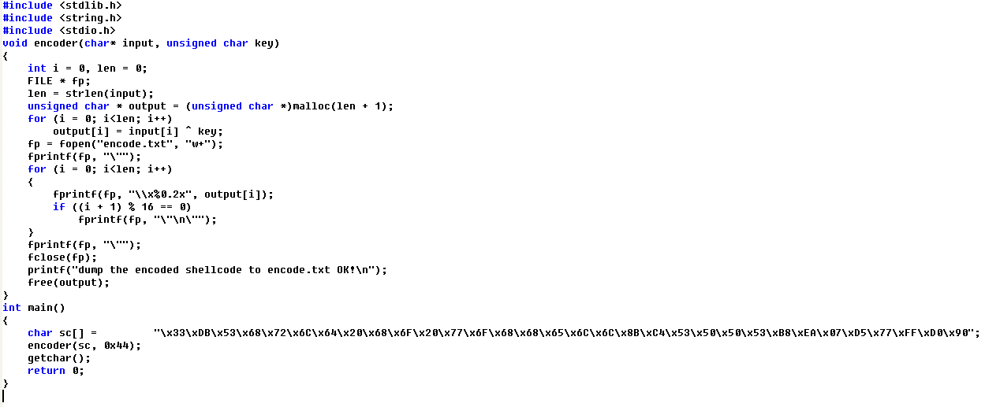 #include <stdlib.h>
#include <string.h>
#include <stdio.h>
void encoder(char* input, unsigned char key)
{
    int i = 0, len = 0;
    FILE * fp;
    len = strlen(input);
    unsigned char * output = (unsigned char *)malloc(len + 1);
    for (i = 0; i<len; i++)
        output[i] = input[i] ^ key;
    fp = fopen("encode.txt", "w+");
    fprintf(fp, "\"");
    for (i = 0; i<len; i++)
    {
        fprintf(fp, "\\x%0.2x", output[i]);
        if ((i + 1) % 16 == 0)
            fprintf(fp, "\"\n\"");
    }
    fprintf(fp, "\"");
    fclose(fp);
    printf("dump the encoded shellcode to encode.txt OK!\n");
    free(output);
}
int main()
{
    char sc[] =         "\x33\xDB\x53\x68\x72\x6C\x64\x20\x68\x6F\x20\x77\x6F\x68\x68\x65\x6C\x6C\x8B\xC4\x53\x50\x50\x53\xB8\xEA\x07\xD5\x77\xFF\xD0\x90";
    encoder(sc, 0x44);
    getchar();
    return 0;
}